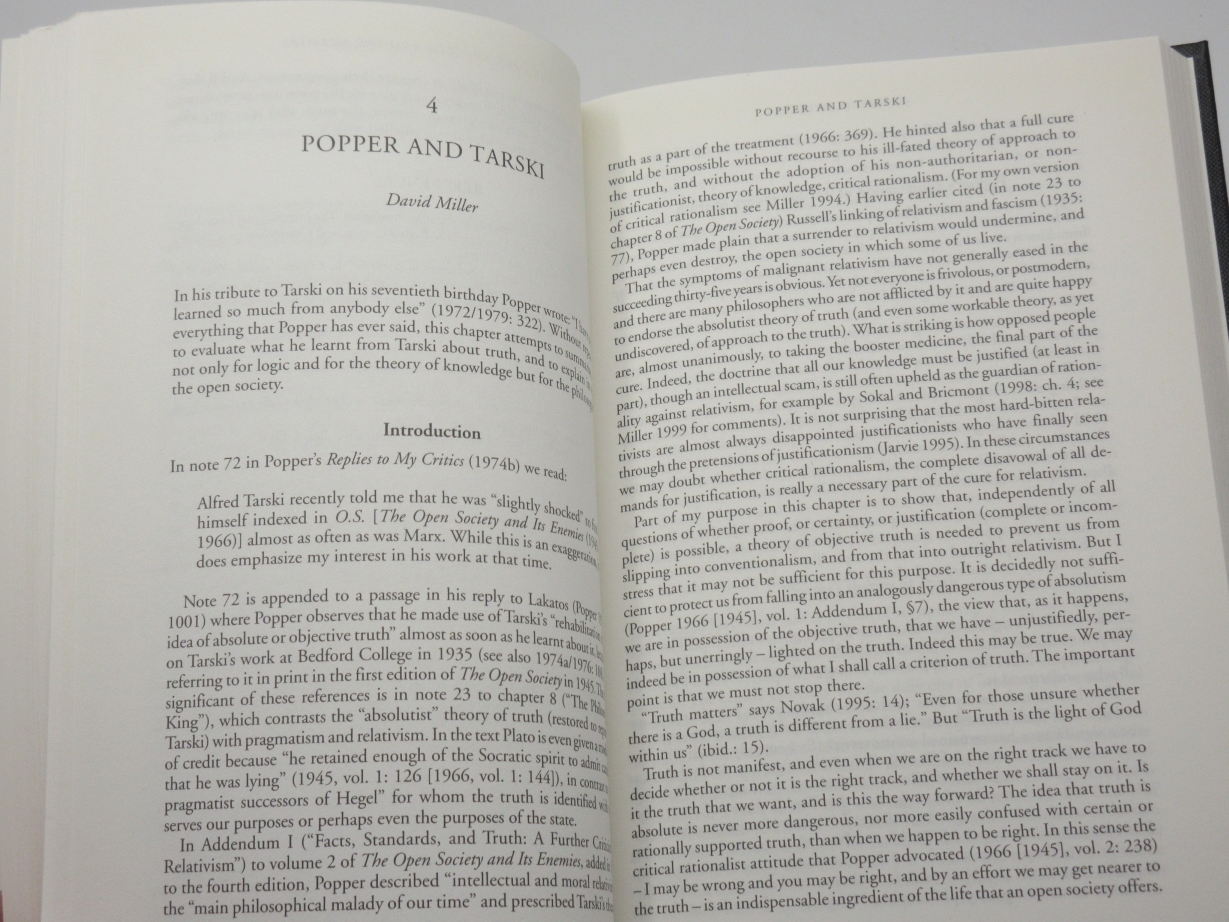 4
POPPER AND TARSKI
David Miller
In his tribute to Tarski on his seventieth birthday Popper wrote:
learned so much from anybody else” (1972/1979: 322). Without
everything that Popper has ever said, this chapter attempts to
to evaluate what he learnt from Tarski about truth, and to explain
not only for logic and for the theory of knowledge but for the
the open society.
Introduction
In note 72 in Popper’s Replies to My Critics (1974b) we read:
Alfred Tarski recently told me that he was “slightly shocked” to
himself indexed in O.S. [The Open Society and Its Enemies
1966)] almost as often as was Marx. While this is an exaggeration,
does emphasize my interest in his work at that time.
Note 72 is appended to a passage in his reply to Lakatos (Popper
1001) where Popper observes that he made use of Tarski’s
idea of absolute or objective truth” almost as soon as he learnt about it,
on Tarski’s work at Bedford College in 1935 (see also 1974a/1976:
referring to it in print in the first edition of The Open Society in 1945.
significant of these references is in note 23 to chapter 8 (“The
King”), which contrasts the “absolutist” theory of truth (restored to
Tarski) with pragmatism and relativism. In the text Plato is even given a
of credit because “he retained enough of the Socratic spirit to admit
that he was lying” (1945, vol. 1: 126 [1966, vol. 1: 144]), in
pragmatist successors of Hegel” for whom the truth is identified
serves our purposes or perhaps even the purposes of the state.
In Addendum I (“Facts, Standards, and Truth: A Further
Relativism”) to volume 2 of The Open Society and Its Enemies, added
to the fourth edition, Popper described “intellectual and moral
the “main philosophical malady of our time” and prescribed Tarski’s
POPPER AND TARSKI
truth as a part of the treatment (1966: 369). He hinted also that a full cure
would be impossible without recourse to his ill-fated theory of approach to
the truth, and without the adoption of his non-authoritarian, or non-
justificationist, theory of knowledge, critical rationalism. (For my own version
of critical rationalism see Miller 1994.) Having earlier cited (in note 23 to
chapter 8 of The Open Society) Russell’s linking of relativism and fascism (1935:
77), Popper made plain that a surrender to relativism would undermine, and
perhaps even destroy, the open society in which some of us live.
That the symptoms of malignant relativism have not generally eased in the
succeeding thirty-five years is obvious. Yet not everyone is frivolous, or postmodern,
and there are many philosophers who are not afflicted by it and are quite happy
to endorse the absolutist theory of truth (and even some workable theory, as yet
undiscovered, of approach to the truth). What is striking is how opposed people
are, almost unanimously, to taking the booster medicine, the final part of the
cure. Indeed, the doctrine that all our knowledge must be justified (at least in
part), though an intellectual scam, is still often upheld as the guardian of ration-
ality against relativism, for example by Sokal and Bricmont (1998: ch. 4; see
Miller 1999 for comments). It is not surprising that the most hard-bitten rela-
tivists are almost always disappointed justificationists who have finally seen
through the pretensions of justificationism (Jarvie 1995). In these circumstances
we may doubt whether critical rationalism, the complete disavowal of all de-
mands for justification, is really a necessary part of the cure for relativism.
Part of my purpose in this chapter is to show that, independently of all
questions of whether proof, or certainty, or justification (complete or incom-
plete) is possible, a theory of objective truth is needed to prevent us from
slipping into conventionalism, and from that into outright relativism. But I
stress that it may not be sufficient for this purpose. It is decidedly not suffi-
cient to protect us from falling into an analogously dangerous type of absolutism
(Popper 1966 [1945], vol. 1: Addendum I, §7), the view that, as it happens,
we are in possession of the objective truth, that we have – unjustifiedly, per-
haps, but unerringly – lighted on the truth. Indeed this may be true. We may
indeed be in possession of what I shall call a criterion of truth. The important
point is that we must not stop there.
“Truth matters” says Novak (1995: 14); “Even for those unsure whether
there is a God, a truth is different from a lie.” But “Truth is the light of God
within us” (ibid.: 15).
Truth is not manifest, and even when we are on the right track we have to
decide whether or not it is the right track, and whether we shall stay on it. Is
it the truth that we want, and is this the way forward? The idea that truth is
absolute is never more dangerous, nor more easily confused with certain or
rationally supported truth, than when we happen to be right. In this sense the
critical rationalist attitude that Popper advocated (1966 [1945], vol. 2: 238)
– I may be wrong and you may be right, and by an effort we may get nearer to
the truth – is an indispensable ingredient of the life that an open society offers.